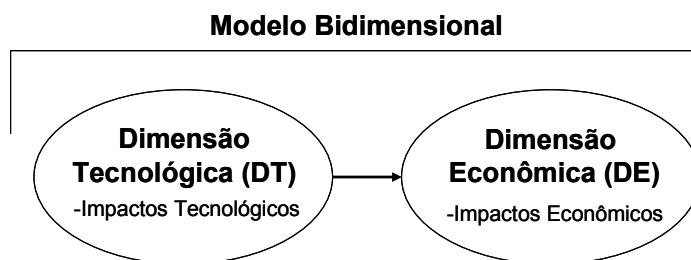 Modelo Bidimensional
Dimensão
Tecnológica (DT)
-Impactos Tecnológicos
Dimensão
Econômica (DE)
-Impactos Econômicos